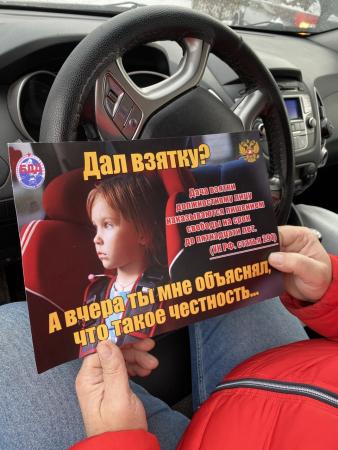 БДД
Дал взятку?
Дача взятки
должностному лицу
наказывается лишением
свободы на срок
до пятнадцати лет.
(УК РФ. Статья 291)
А вчера ты мне объяснял,
что такое честность...